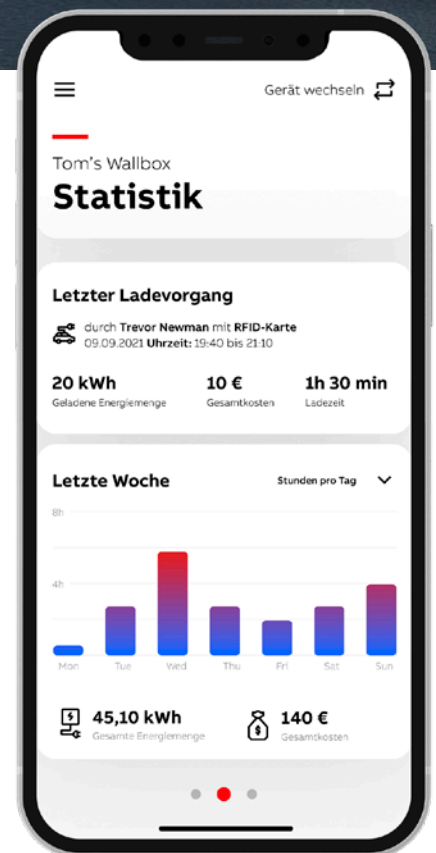 Gerät wechseln
Tom's Wallbox
Statistik
Letzter Ladevorgang
durch Trevor Newman mit RFID-Karte
09.09.2021 Uhrzeit: 19:40 bis 21:10
20 kWh 10 € 1h 30 min
Geladene Energiemenge Gesamtkosten Ladezeit
Letzte Woche Stunden pro Tag
8h
4h
Mon Tue Wed Thu Fri Sat Sun
45,10 kWh 140 €
Gesamte Energiemenge Gesamtkosten